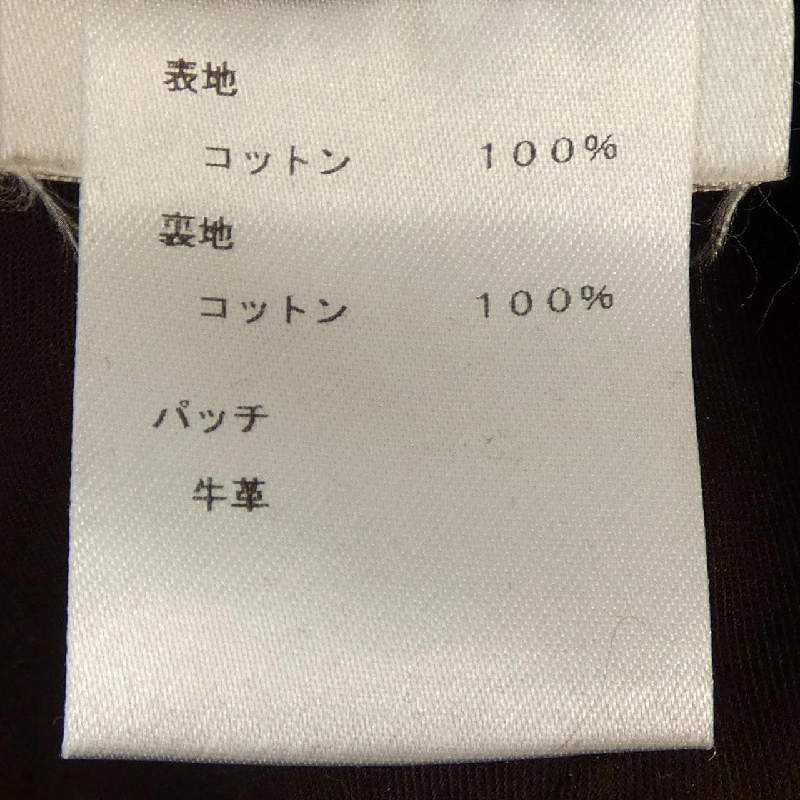 表地
コットン　１００％
裏地
コットン　１００％
パッチ
牛革